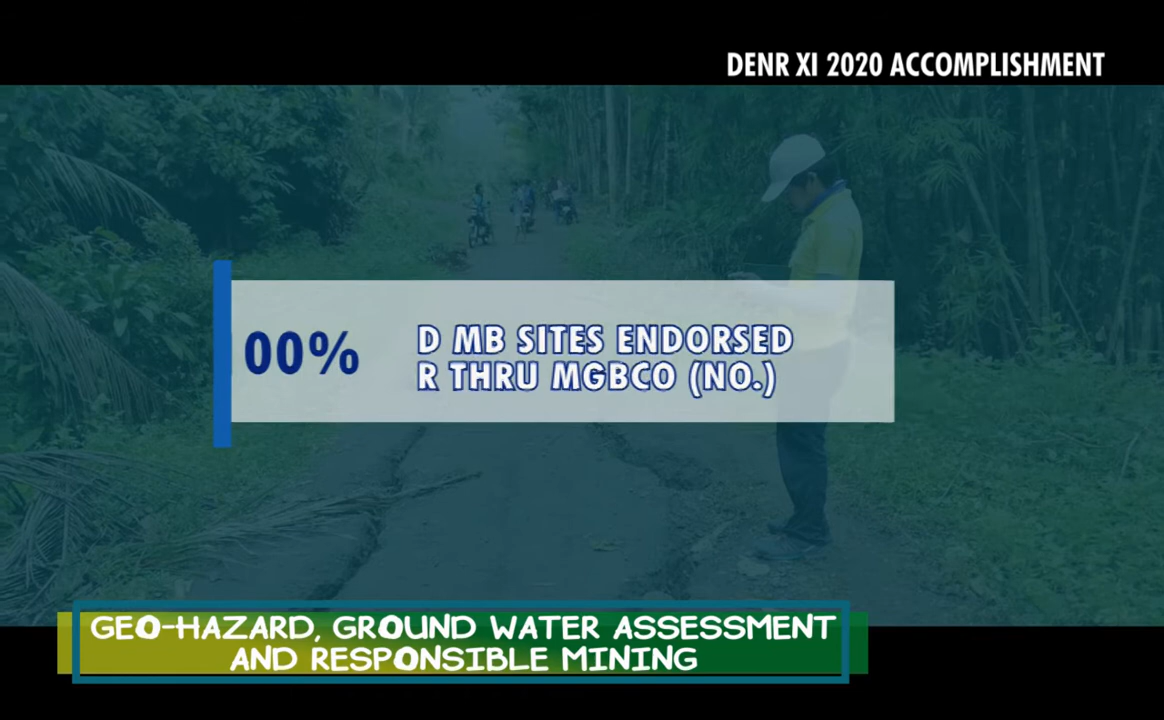 DENR XI 2020 ACCOMPLISHMENT
00% D MB SITES ENDORSED
R THRU MGBCO (NO.)
GEO-HAZARD, GROUND WATER ASSESSMENT
AND RESPONSIBLE MINING